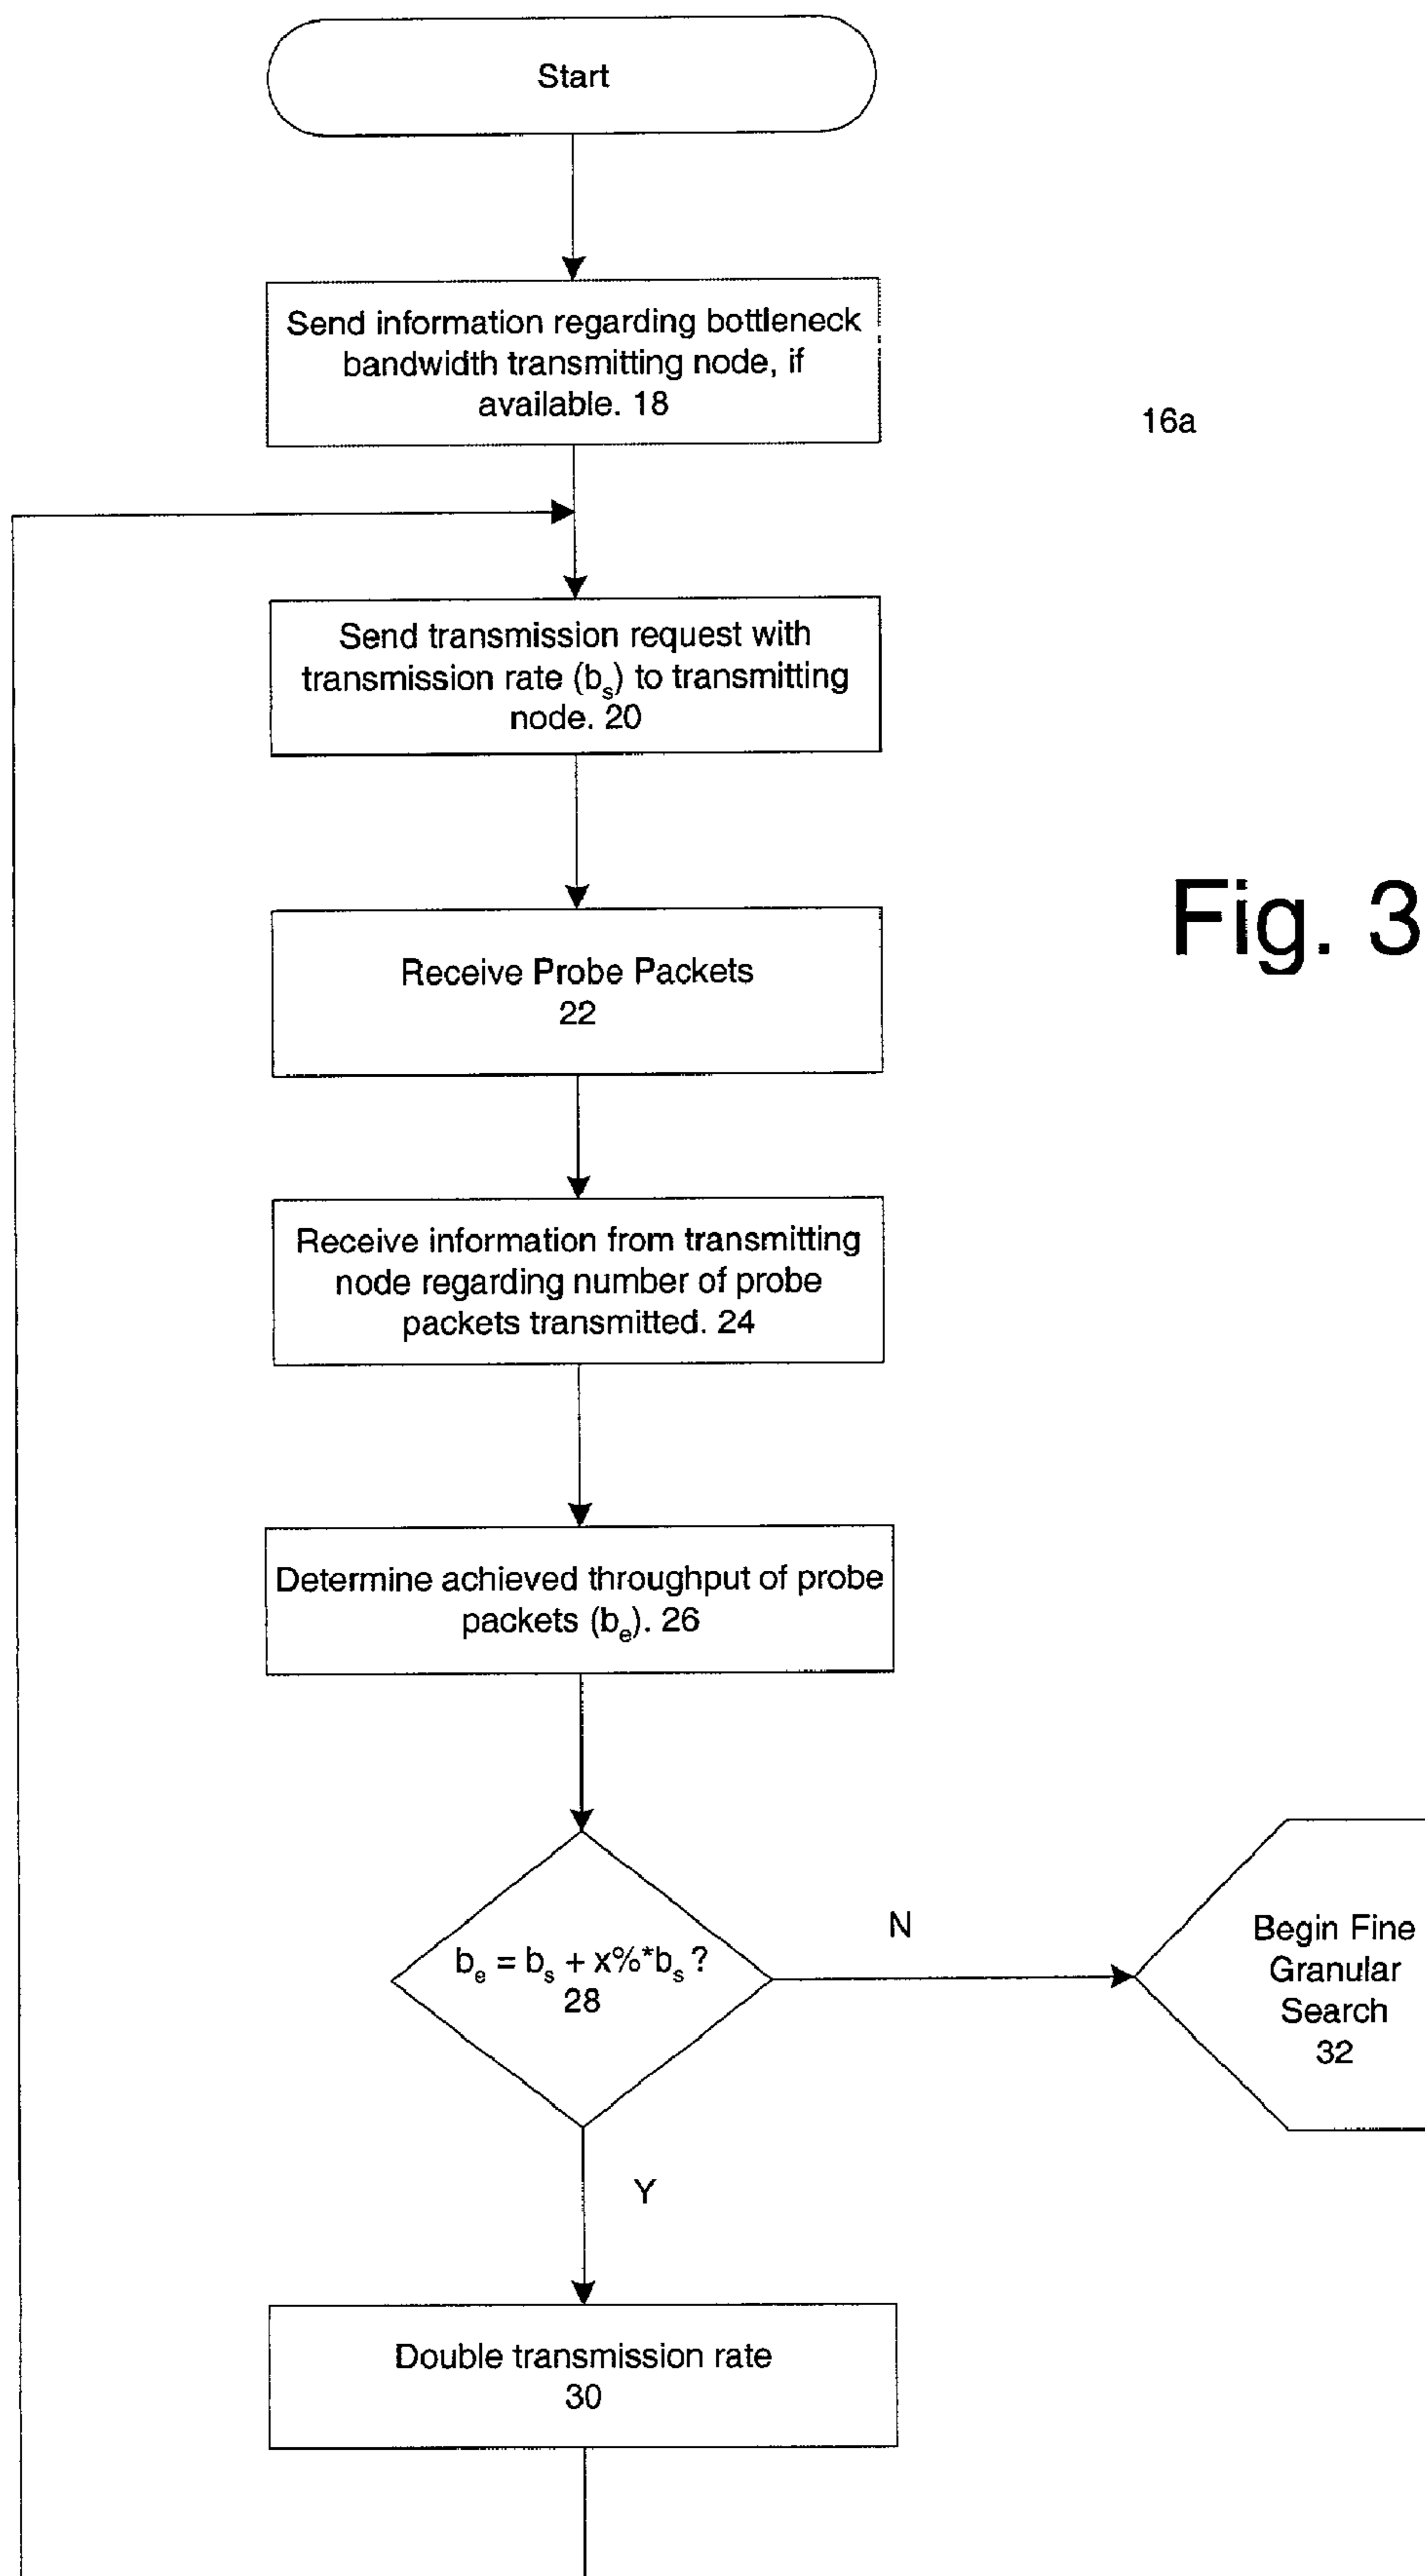 Start
Send information regarding bottleneck
bandwidth transmitting node, if
available. 18
16a
Send transmission request with
transmission rate (bs) to transmitting
node. 20
Receive Probe Packets
22
Fig. 3
Receive information from transmitting
node regarding number of probe
packets transmitted. 24
Determine achieved throughput of probe
packets (be). 26
be = bs + x%*bs?
28
N
Begin Fine
Granular
Search
32
Y
Double transmission rate
30